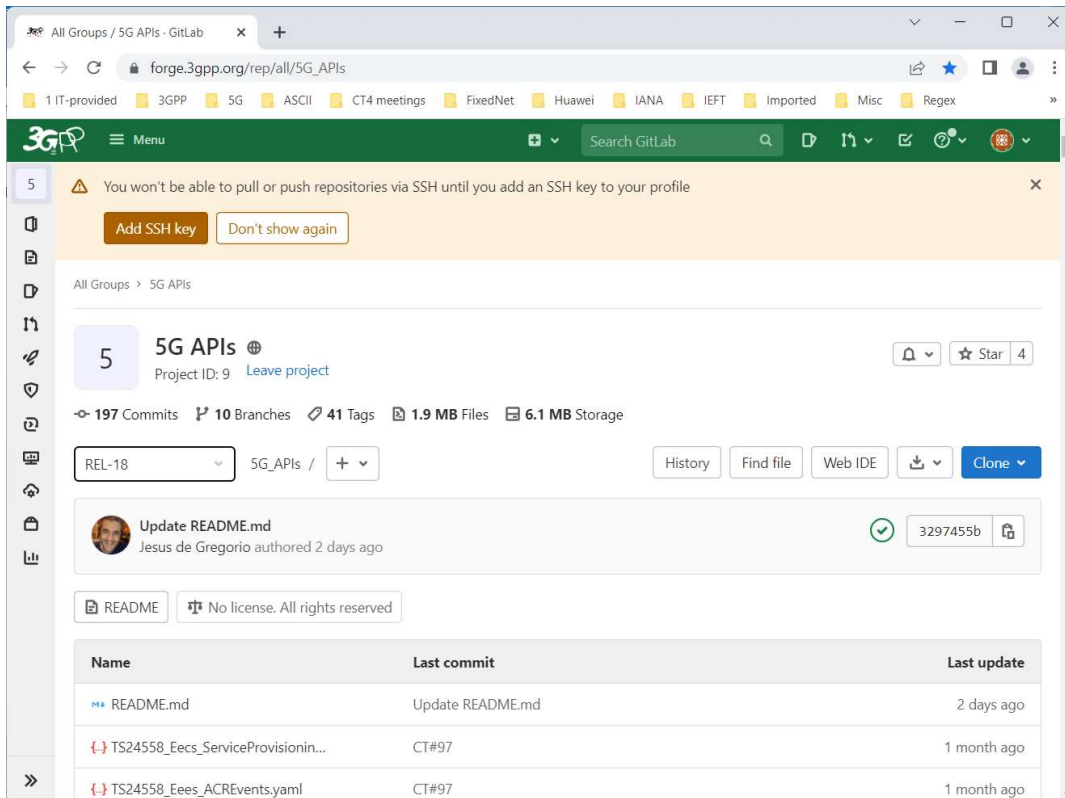 3GPP All Groups / 5G APIs · GitLab
forge.3gpp.org/rep/all/5G_APIs
1 IT-provided 3GPP 5G ASCII CT4 meetings FixedNet Huawei IANA IEFT Imported Misc Regex »
3GPP Menu Search GitLab
5 You won't be able to pull or push repositories via SSH until you add an SSH key to your profile
Add SSH key Don't show again
All Groups > 5G APIs
5 5G APIs
Project ID: 9 Leave project
Star 4
197 Commits 10 Branches 41 Tags 1.9 MB Files 6.1 MB Storage
REL-18 5G_APIs / + History Find file Web IDE Clone
Update README.md
Jesus de Gregorio authored 2 days ago
3297455b
README No license. All rights reserved
Name Last commit Last update
README.md Update README.md 2 days ago
{..} TS24558_Eecs_ServiceProvisionin... CT#97 1 month ago
{..} TS24558_Eees_ACREvents.yaml CT#97 1 month ago